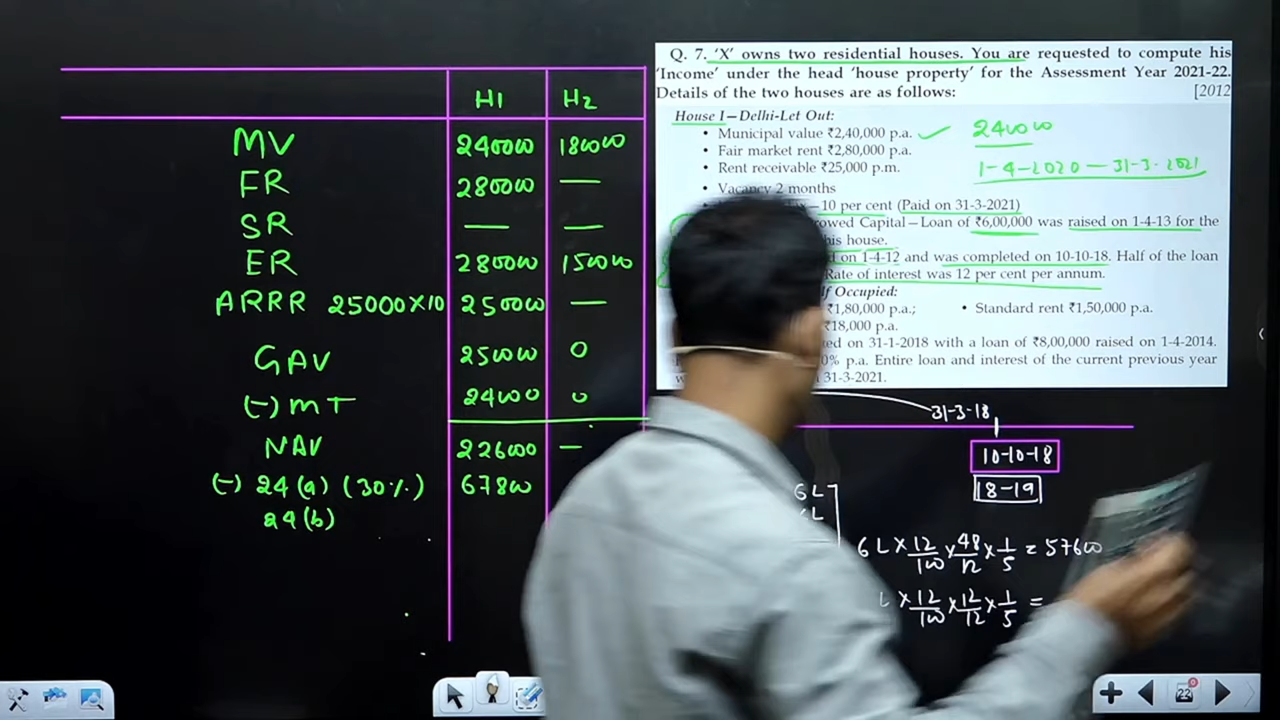 H1 H2
MV 240000 180000
FR 280000 —
SR — —
ER 280000 150000
ARRR 25000×10 250000 —
GAV 250000 0
(-) MT 24000 0
NAV 226000 —
(-) 24(a) (30%) 67800
24(b)
Q. 7. 'X' owns two residential houses. You are requested to compute his
'Income' under the head 'house property' for the Assessment Year 2021-22.
Details of the two houses are as follows: [2012
House I—Delhi-Let Out:
• Municipal value ₹2,40,000 p.a. ✓ 240000
• Fair market rent ₹2,80,000 p.a.
• Rent receivable ₹25,000 p.m. 1-4-2020 — 31-3-2021
• Vacancy 2 months
—10 per cent (Paid on 31-3-2021)
rowed Capital—Loan of ₹6,00,000 was raised on 1-4-13 for the
his house.
d on 1-4-12 and was completed on 10-10-18. Half of the loan
Rate of interest was 12 per cent per annum.
f Occupied:
₹1,80,000 p.a.; • Standard rent ₹1,50,000 p.a.
₹18,000 p.a.
ted on 31-1-2018 with a loan of ₹8,00,000 raised on 1-4-2014.
0% p.a. Entire loan and interest of the current previous year
31-3-2021.
31-3-18
10-10-18
18-19
6L
6L × 12/100 × 48/12 × 1/5 = 57600
L × 12/100 × 12/12 × 1/5 =
23